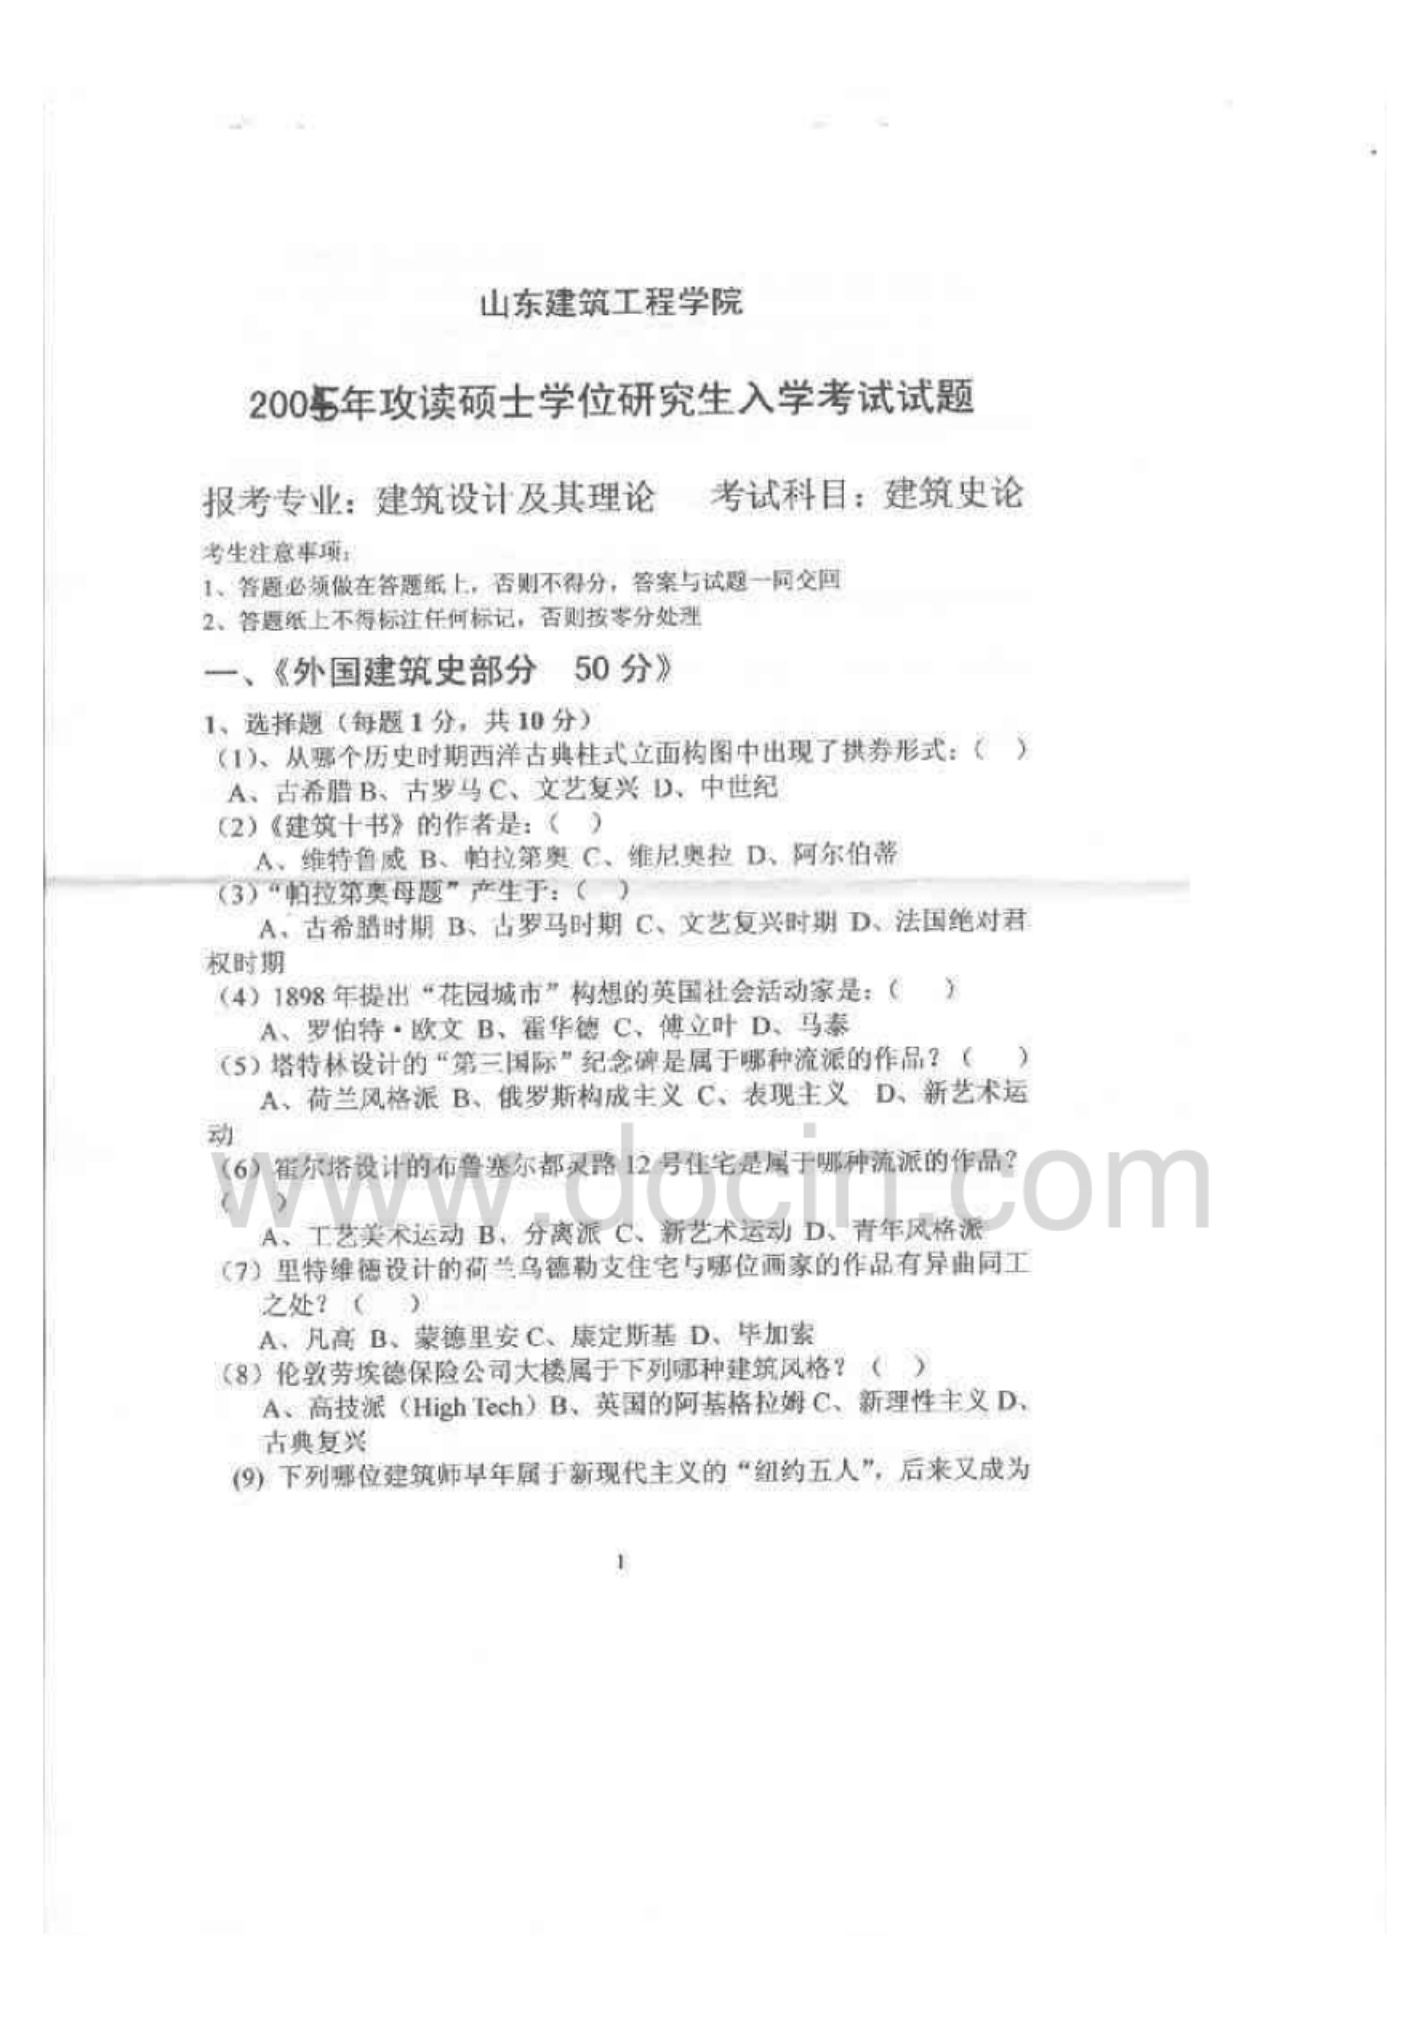 山东建筑工程学院
2005年攻读硕士学位研究生入学考试试题
报考专业：建筑设计及其理论 考试科目：建筑史论
考生注意事项：
1、答题必须做在答题纸上，否则不得分，答案与试题一同交回
2、答题纸上不得标注任何标记，否则按零分处理
一、《外国建筑史部分 50 分》
1、选择题（每题 1 分，共 10 分）
（1）、从哪个历史时期西洋古典柱式立面构图中出现了拱券形式：（ ）
A、古希腊 B、古罗马 C、文艺复兴 D、中世纪
（2）《建筑十书》的作者是：（ ）
A、维特鲁威 B、帕拉第奥 C、维尼奥拉 D、阿尔伯蒂
（3）“帕拉第奥母题”产生于：（ ）
A、古希腊时期 B、古罗马时期 C、文艺复兴时期 D、法国绝对君
权时期
（4）1898 年提出“花园城市”构想的英国社会活动家是：（ ）
A、罗伯特·欧文 B、霍华德 C、傅立叶 D、马泰
（5）塔特林设计的“第三国际”纪念碑是属于哪种流派的作品？（ ）
A、荷兰风格派 B、俄罗斯构成主义 C、表现主义 D、新艺术运
动
（6）霍尔塔设计的布鲁塞尔都灵路 12 号住宅是属于哪种流派的作品？
（ ）
A、工艺美术运动 B、分离派 C、新艺术运动 D、青年风格派
（7）里特维德设计的荷兰乌德勒支住宅与哪位画家的作品有异曲同工
之处？（ ）
A、凡高 B、蒙德里安 C、康定斯基 D、毕加索
（8）伦敦劳埃德保险公司大楼属于下列哪种建筑风格？（ ）
A、高技派（High Tech）B、英国的阿基格拉姆 C、新理性主义 D、
古典复兴
(9) 下列哪位建筑师早年属于新现代主义的“纽约五人”，后来又成为
1
www.docin.com